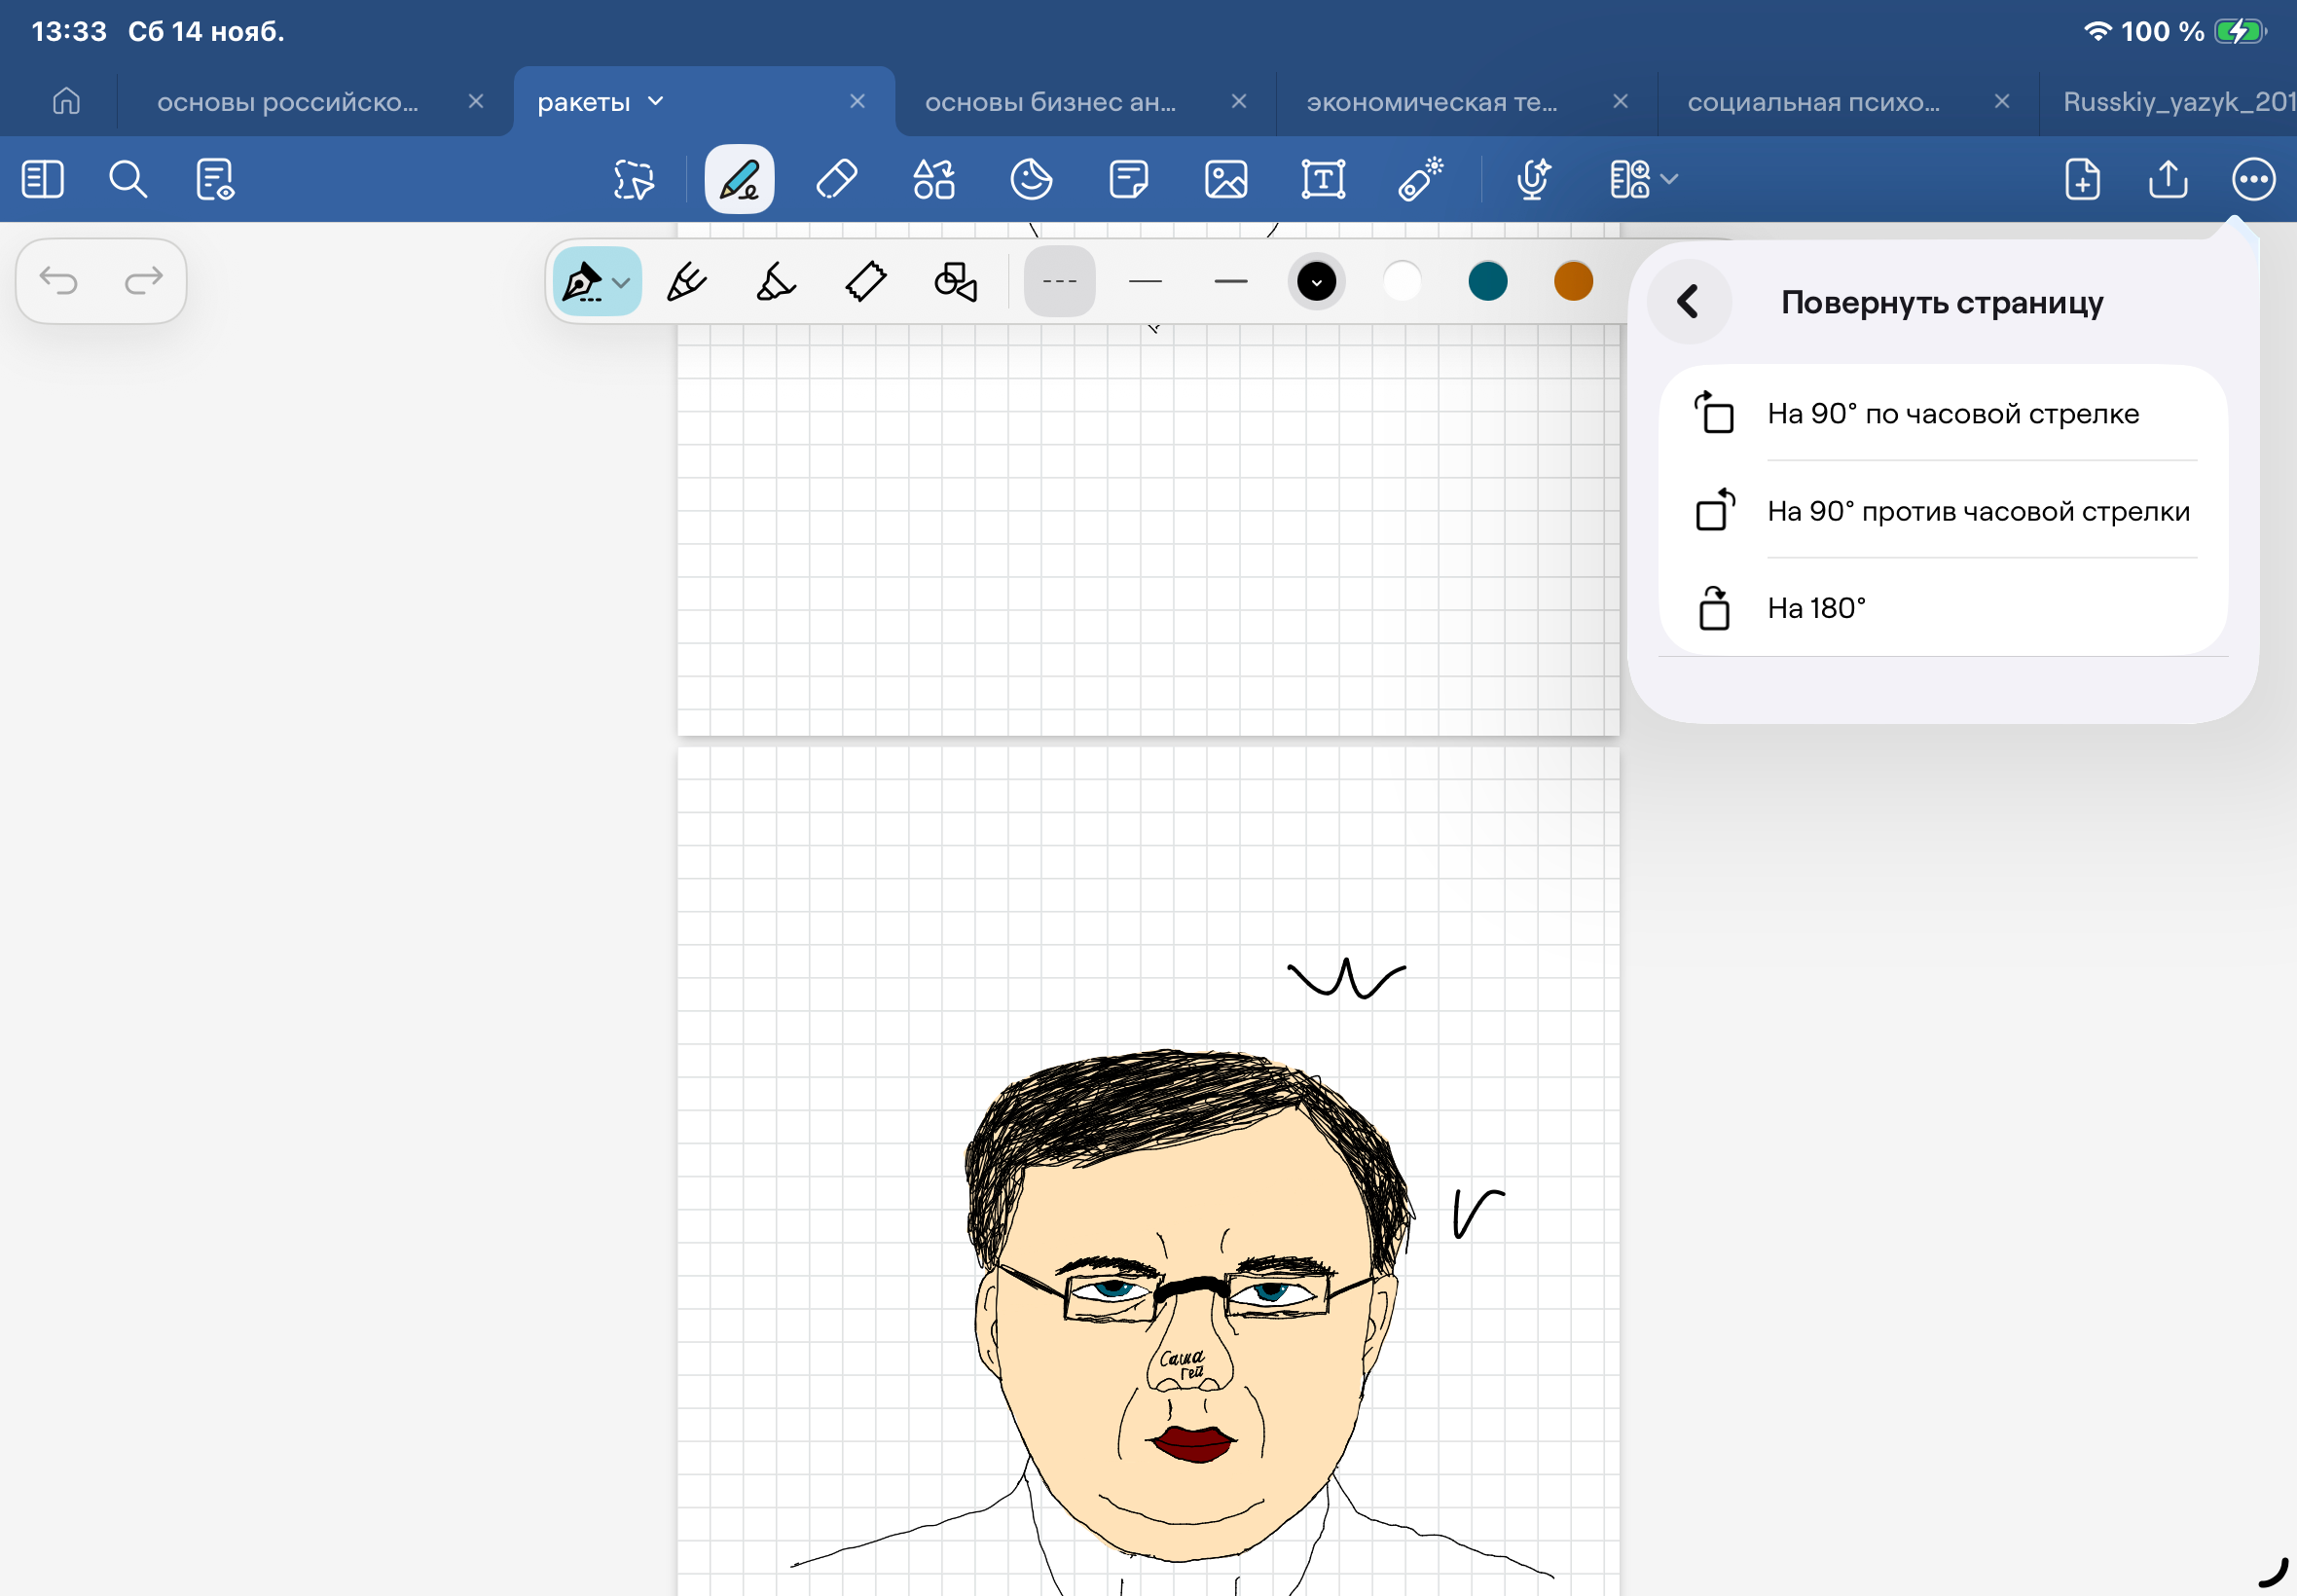 13:33 Сб 14 нояб.
100 %
основы российско...
ракеты
основы бизнес ан...
экономическая те...
социальная психо...
Russkiy_yazyk_201
Повернуть страницу
На 90° по часовой стрелке
На 90° против часовой стрелки
На 180°
Саша
Гей